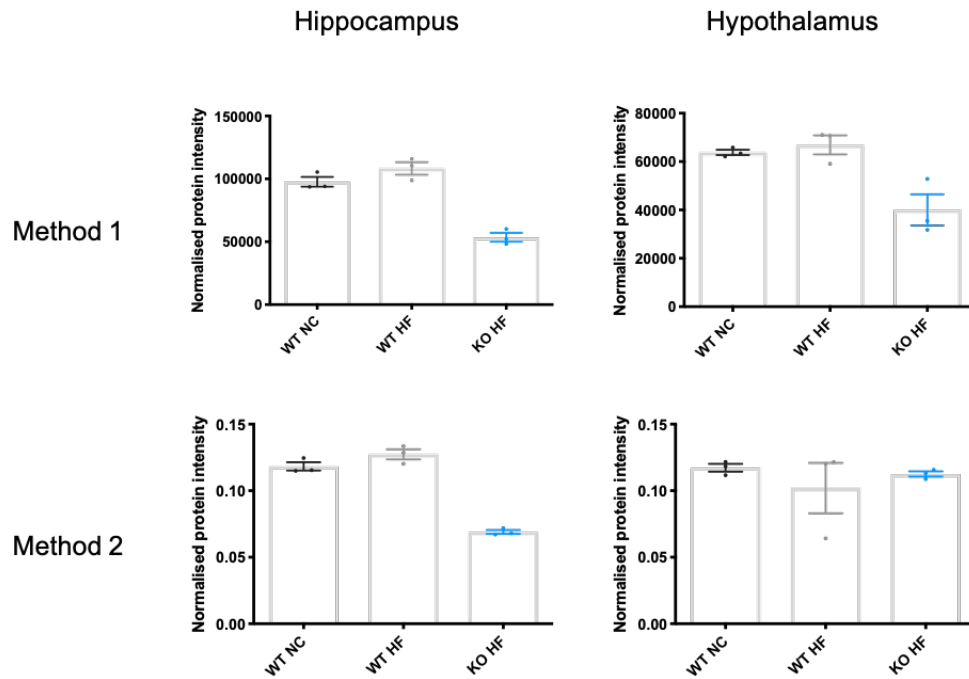 Hippocampus
Hypothalamus
Method 1
Normalised protein intensity
150000
100000
50000
0
WT NC
WT HF
KO HF
Normalised protein intensity
80000
60000
40000
20000
0
WT NC
WT HF
KO HF
Method 2
Normalised protein intensity
0.15
0.10
0.05
0.00
WT NC
WT HF
KO HF
Normalised protein intensity
0.15
0.10
0.05
0.00
WT NC
WT HF
KO HF